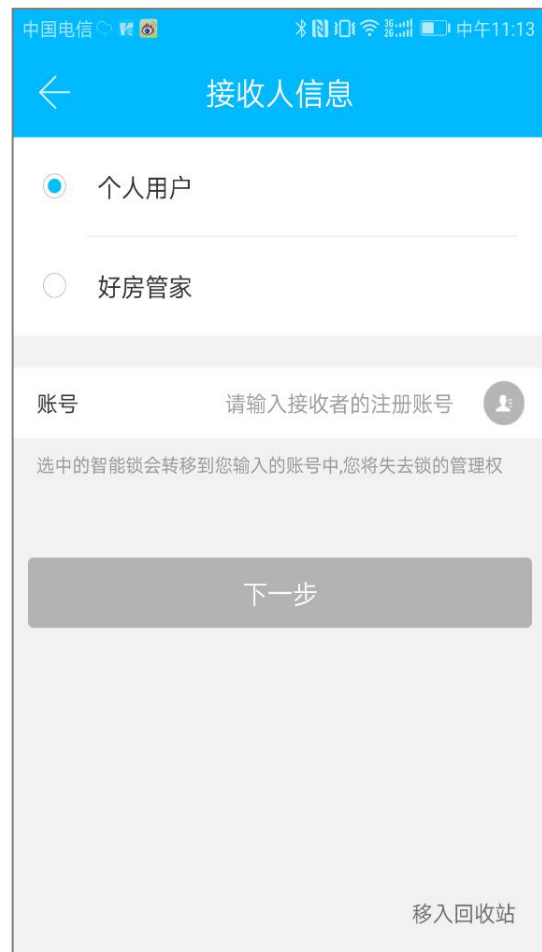 中国电信 中午11:13
接收人信息
个人用户
好房管家
账号 请输入接收者的注册账号
选中的智能锁会转移到您输入的账号中,您将失去锁的管理权
下一步
移入回收站